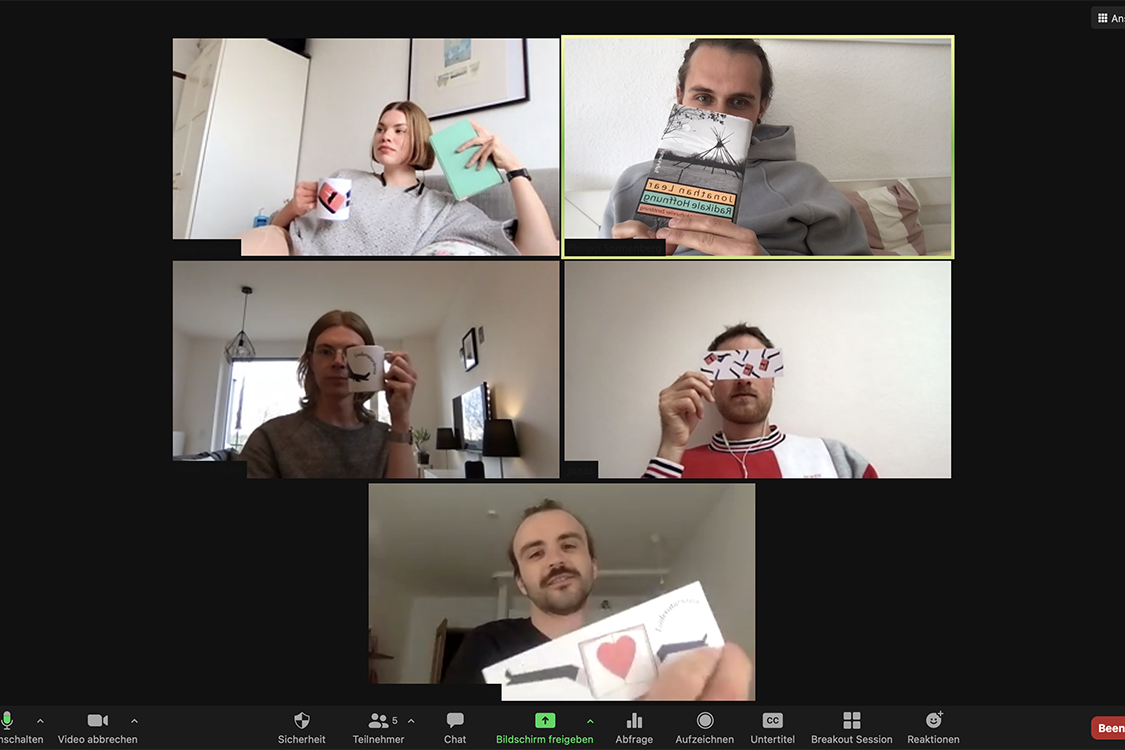 Ans
Jonathan Lear
Radikale Hoffnung
nschalten
Video abbrechen
Sicherheit
5
Teilnehmer
Chat
Bildschirm freigeben
Abfrage
Aufzeichnen
CC
Untertitel
Breakout Session
Reaktionen
Been